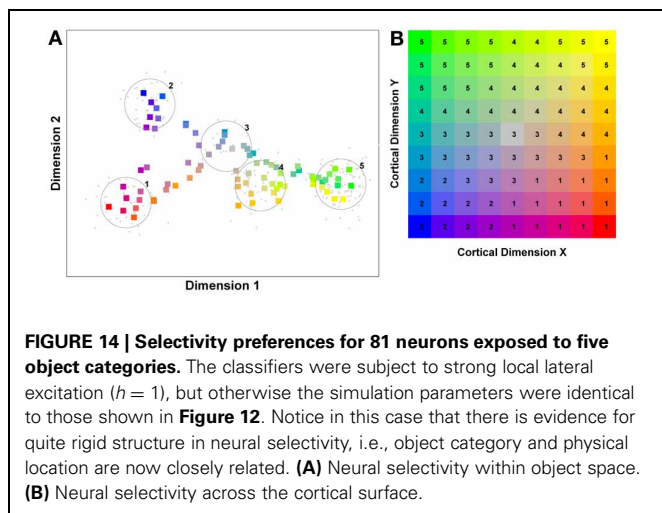 A
B
Dimension 2
1
2
3
4
5
Dimension 1
Cortical Dimension Y
5 5 5 5 4 4 5 5 5
5 5 5 5 4 4 4 5 5
5 5 5 4 4 4 4 4 4
4 4 4 4 4 4 4 4 4
3 3 3 3 3 3 4 4 4
3 3 3 3 3 3 3 3 1
2 2 3 3 3 1 1 1 1
2 2 2 2 1 1 1 1 1
2 2 2 1 1 1 1 1
Cortical Dimension X
FIGURE 14 | Selectivity preferences for 81 neurons exposed to five
object categories. The classifiers were subject to strong local lateral
excitation (h = 1), but otherwise the simulation parameters were identical
to those shown in Figure 12. Notice in this case that there is evidence for
quite rigid structure in neural selectivity, i.e., object category and physical
location are now closely related. (A) Neural selectivity within object space.
(B) Neural selectivity across the cortical surface.